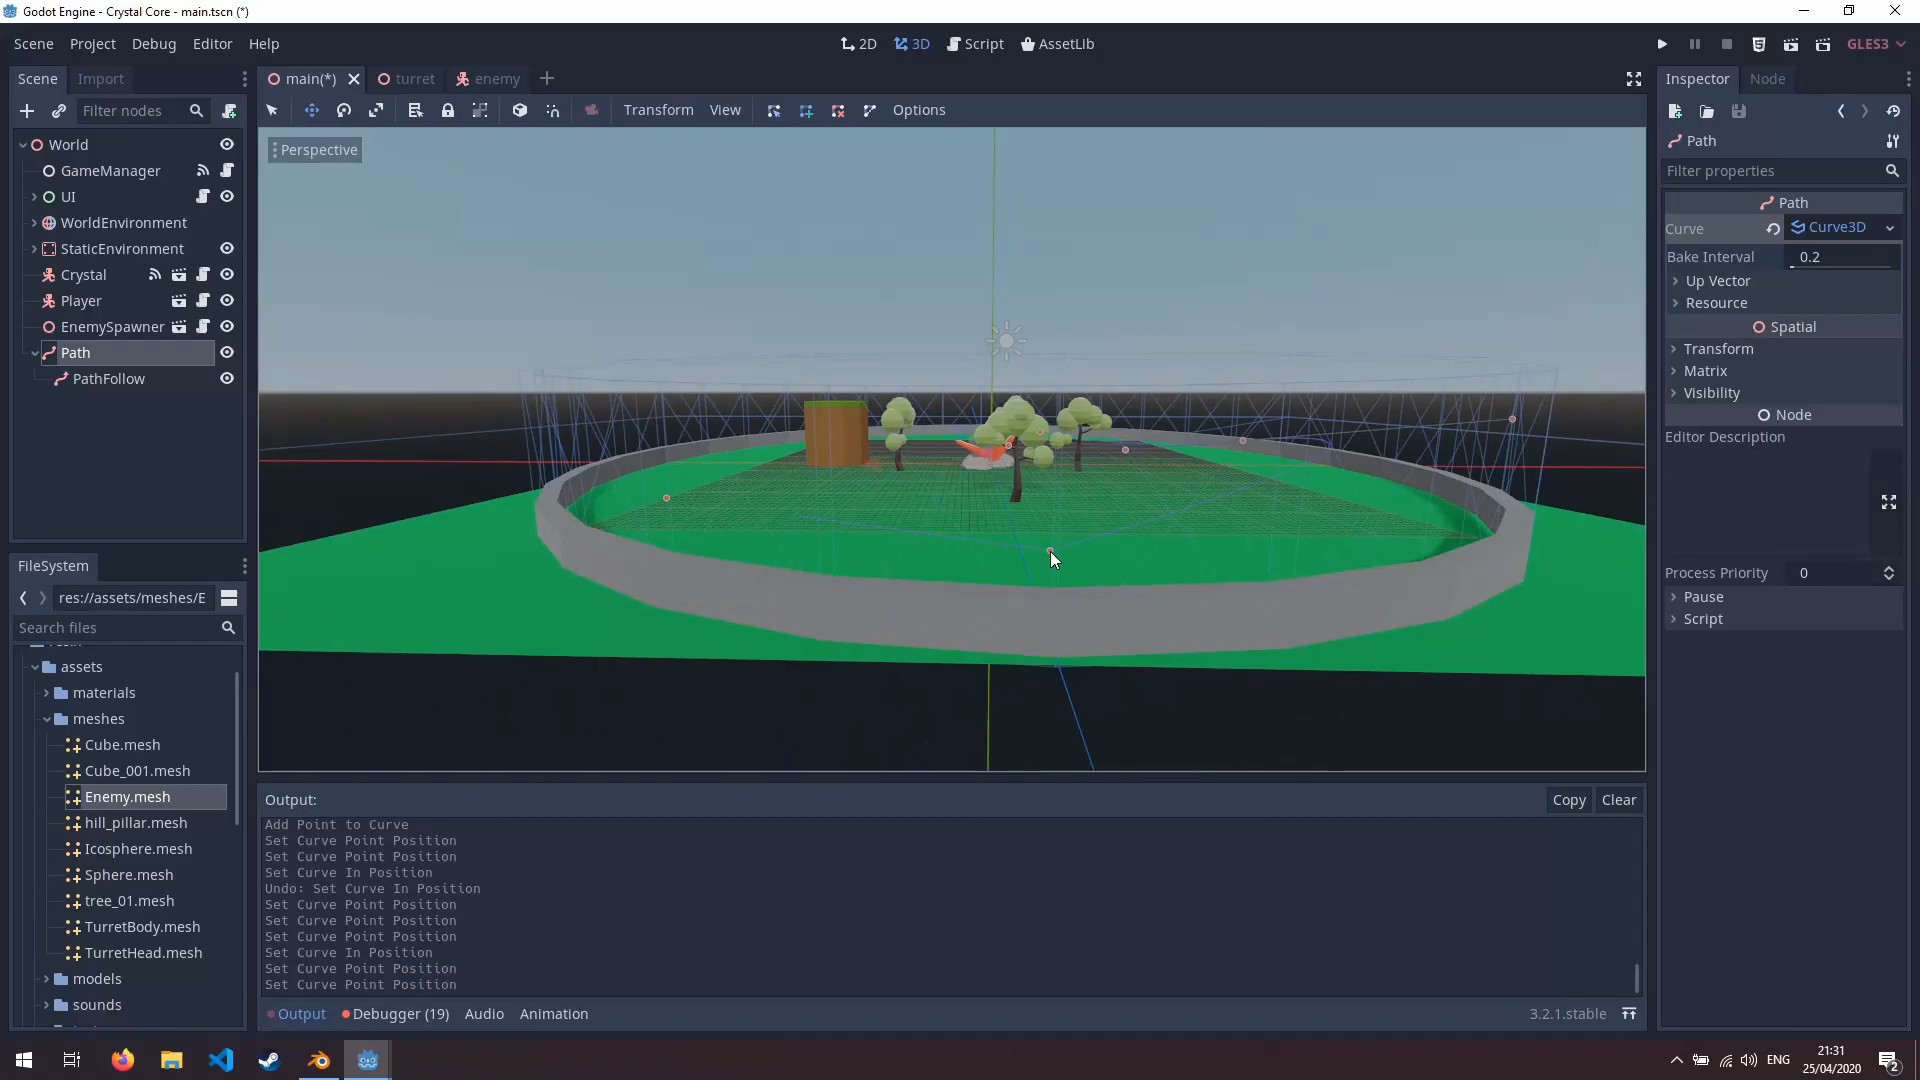 Godot Engine - Crystal Core - main.tscn (*)
Scene Project Debug Editor Help
2D 3D Script AssetLib
GLES3
Scene Import
main(*) turret enemy
Inspector Node
Filter nodes
Transform View Options
Path
Filter properties
Perspective
World
GameManager
UI
WorldEnvironment
StaticEnvironment
Crystal
Player
EnemySpawner
Path
PathFollow
Path
Curve Curve3D
Bake Interval 0.2
Up Vector
Resource
Spatial
Transform
Matrix
Visibility
Node
Editor Description
Process Priority 0
Pause
Script
FileSystem
res://assets/meshes/E
Search files
assets
materials
meshes
Cube.mesh
Cube_001.mesh
Enemy.mesh
hill_pillar.mesh
Icosphere.mesh
Sphere.mesh
tree_01.mesh
TurretBody.mesh
TurretHead.mesh
models
sounds
Output:
Copy Clear
Add Point to Curve
Set Curve Point Position
Set Curve Point Position
Set Curve In Position
Undo: Set Curve In Position
Set Curve Point Position
Set Curve Point Position
Set Curve Point Position
Set Curve In Position
Set Curve Point Position
Set Curve Point Position
Output Debugger (19) Audio Animation
3.2.1.stable
ENG
21:31
25/04/2020
2